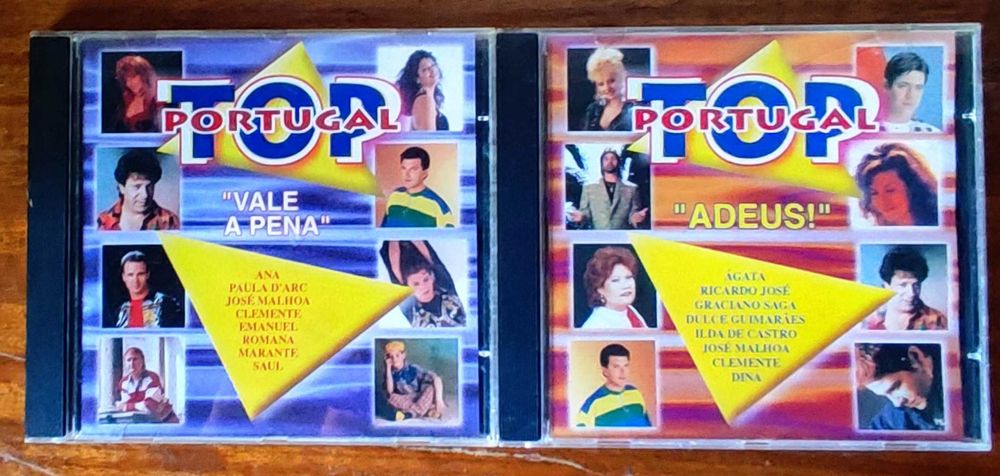 TOP
PORTUGAL
"VALE
A PENA"
ANA
PAULA D'ARC
JOSÉ MALHOA
CLEMENTE
EMANUEL
ROMANA
MARANTE
SAUL
TOP
PORTUGAL
"ADEUS!"
ÁGATA
RICARDO JOSÉ
GRACIANO SAGA
DULCE GUIMARÃES
ILDA DE CASTRO
JOSÉ MALHOA
CLEMENTE
DINA